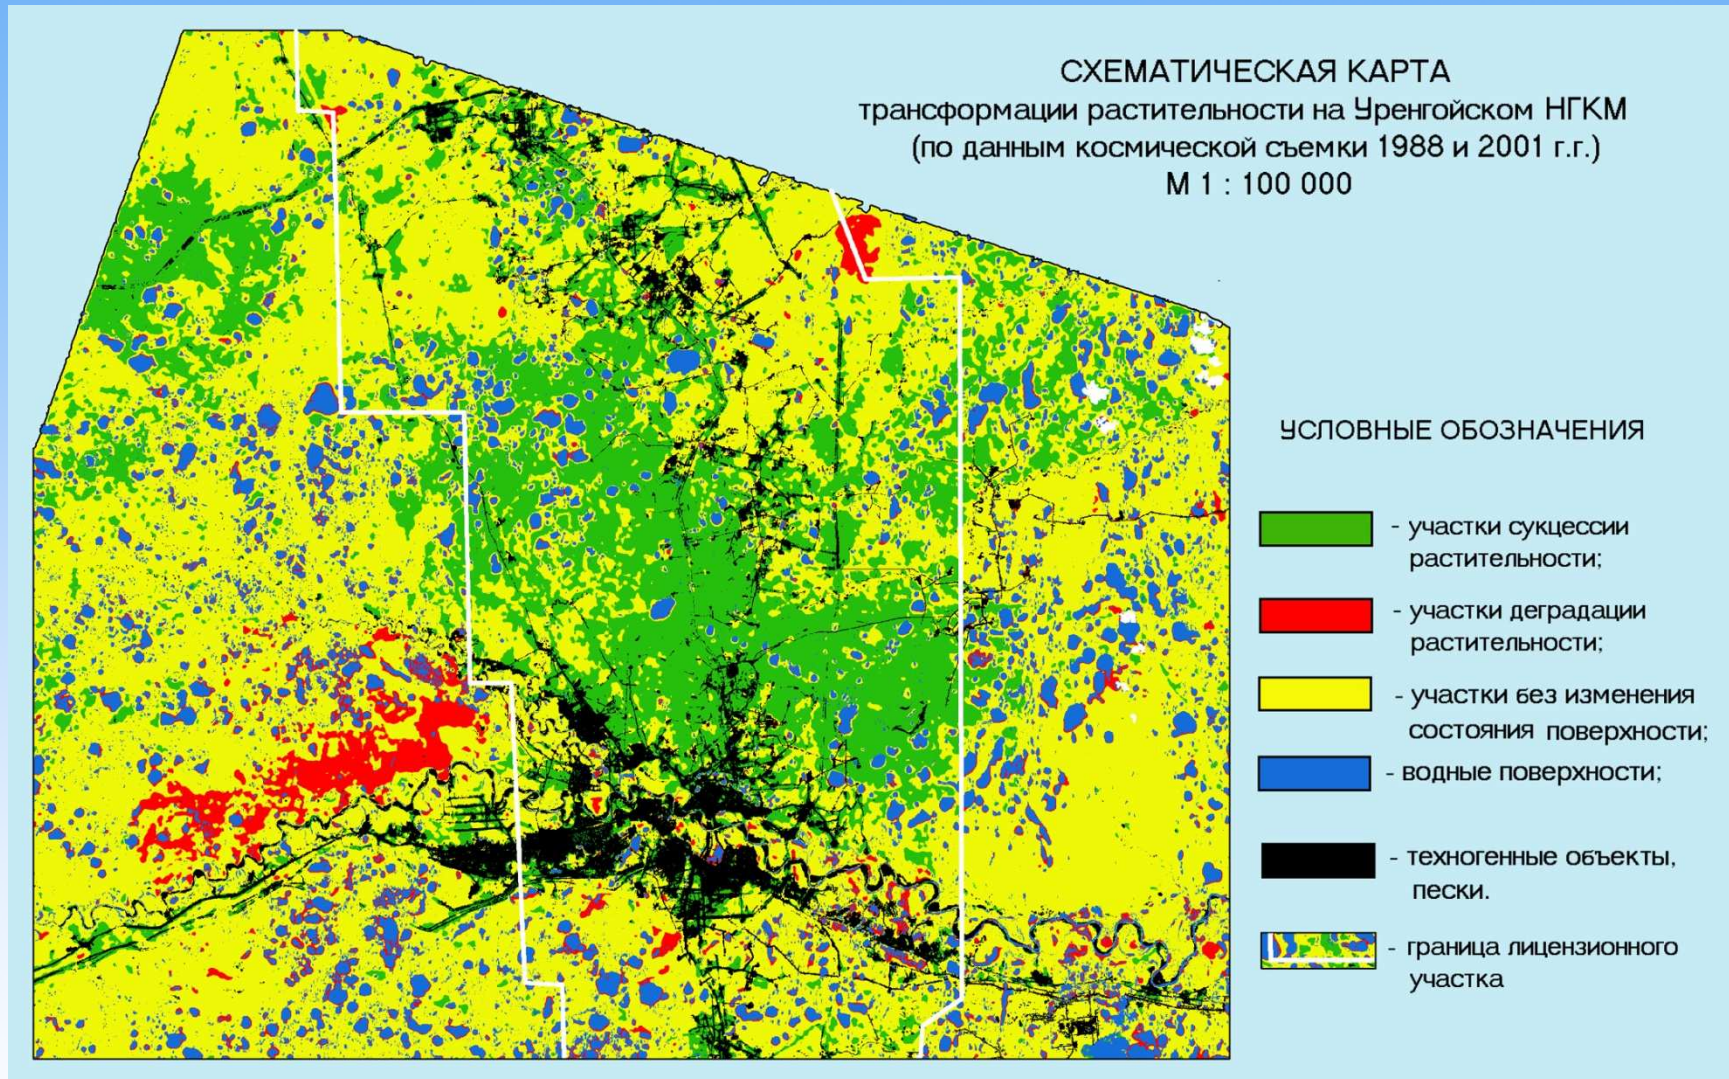 СХЕМАТИЧЕСКАЯ КАРТА
трансформации растительности на Уренгойском НГКМ
(по данным космической съемки 1988 и 2001 г.г.)
М 1 : 100 000
УСЛОВНЫЕ ОБОЗНАЧЕНИЯ
- участки сукцессии
растительности;
- участки деградации
растительности;
- участки без изменения
состояния поверхности;
- водные поверхности;
- техногенные объекты,
пески.
- граница лицензионного
участка